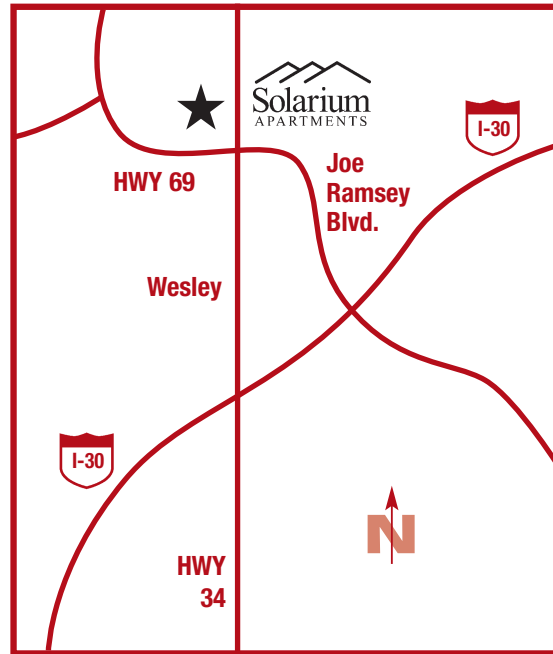 Solarium
APARTMENTS
I-30
Joe
Ramsey
Blvd.
HWY 69
Wesley
I-30
N
HWY
34